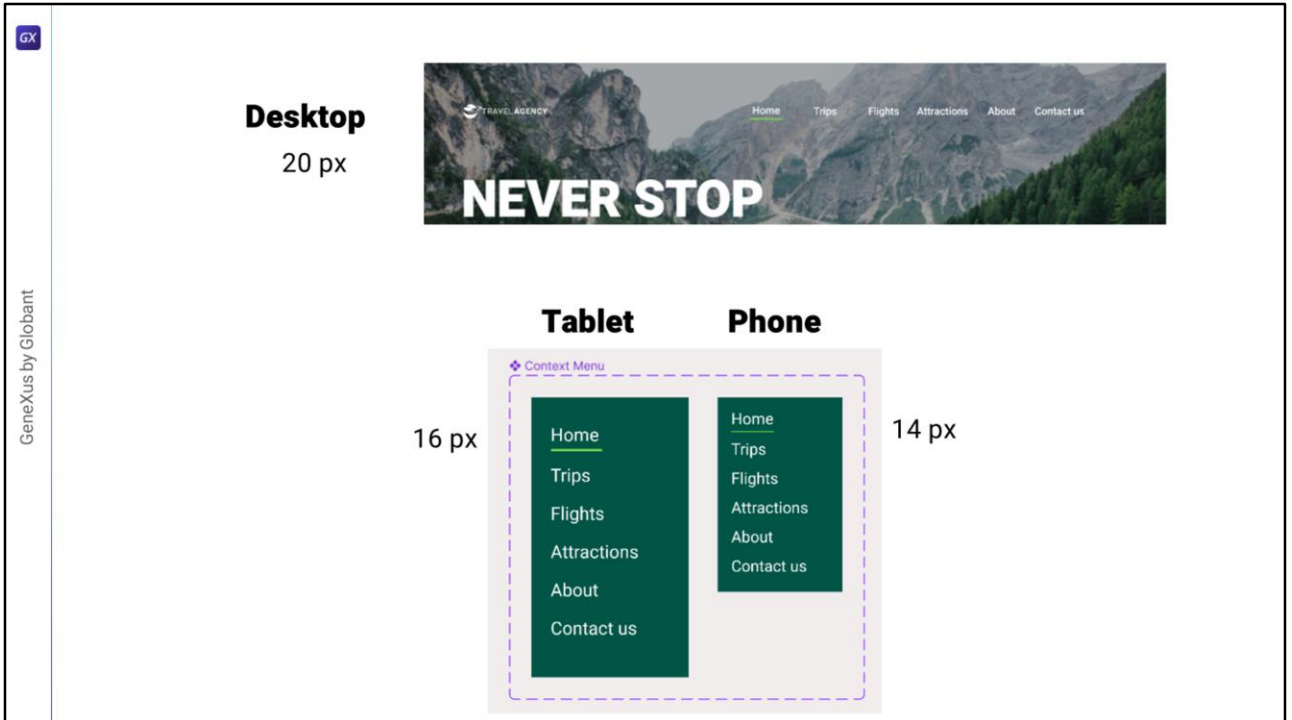 GX
GeneXus by Globant
Desktop
20 px
TRAVELAGENCY
Home Trips Flights Attractions About Contact us
NEVER STOP
Tablet Phone
Context Menu
16 px
Home
Trips
Flights
Attractions
About
Contact us
Home
Trips
Flights
Attractions
About
Contact us
14 px